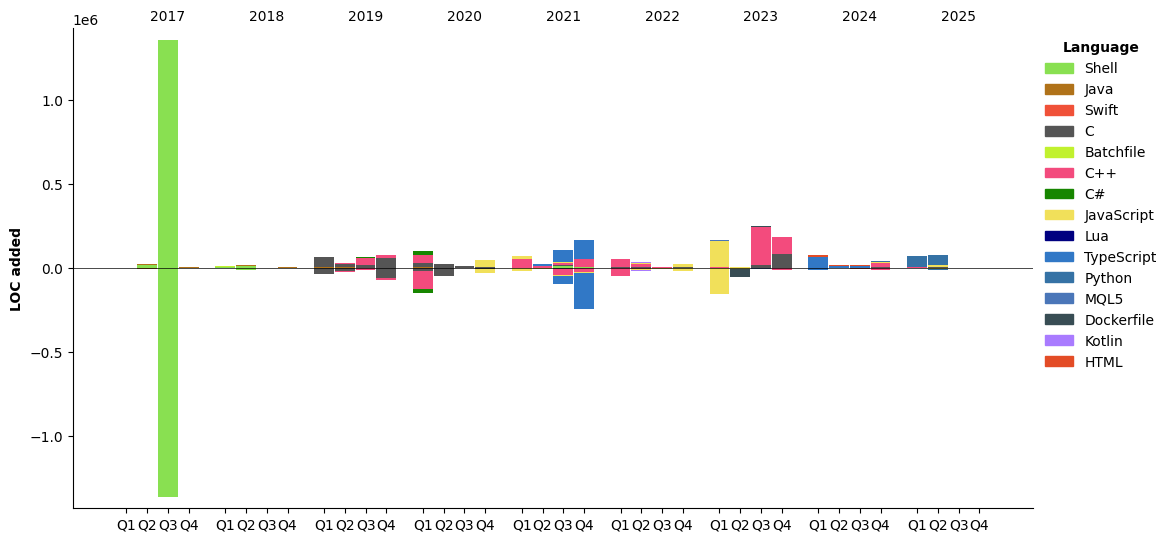 2017 2018 2019 2020 2021 2022 2023 2024 2025
1e6
1.0
0.5
0.0
−0.5
−1.0
LOC added
Q1 Q2 Q3 Q4 Q1 Q2 Q3 Q4 Q1 Q2 Q3 Q4 Q1 Q2 Q3 Q4 Q1 Q2 Q3 Q4 Q1 Q2 Q3 Q4 Q1 Q2 Q3 Q4 Q1 Q2 Q3 Q4 Q1 Q2 Q3 Q4
Language
Shell
Java
Swift
C
Batchfile
C++
C#
JavaScript
Lua
TypeScript
Python
MQL5
Dockerfile
Kotlin
HTML